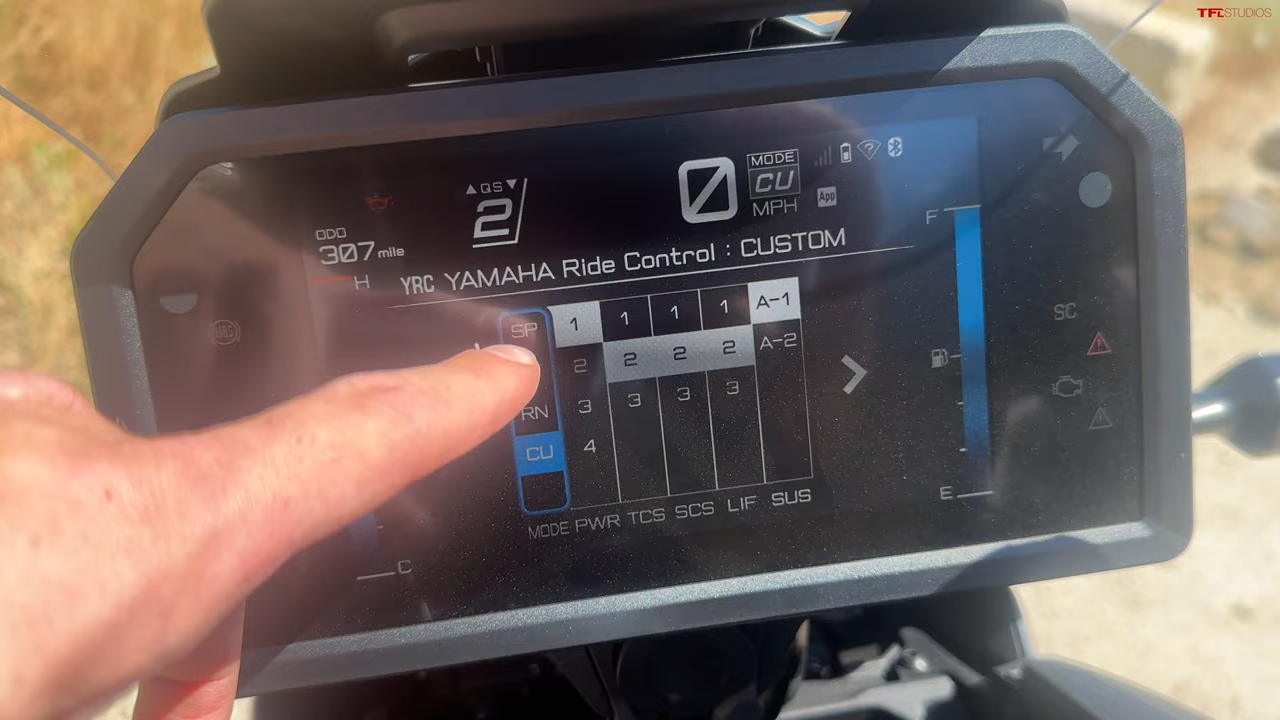 TFLSTUDIOS
QS
2
0
MODE
CU
MPH
App
ODO
307 mile
H
YRC YAMAHA Ride Control : CUSTOM
F
SP 1 1 1 1 A-1
2 2 2 2 A-2
RN 3 3 3 3
CU 4
MODE PWR TCS SCS LIF SUS
SC
ABS
E
C